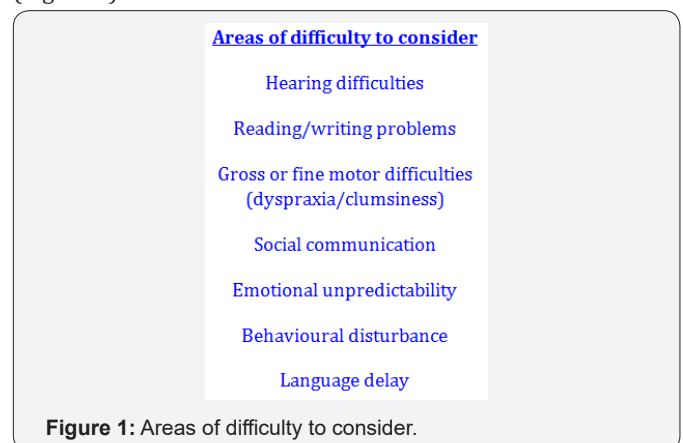 Areas of difficulty to consider
Hearing difficulties
Reading/writing problems
Gross or fine motor difficulties
(dyspraxia/clumsiness)
Social communication
Emotional unpredictability
Behavioural disturbance
Language delay
Figure 1: Areas of difficulty to consider.